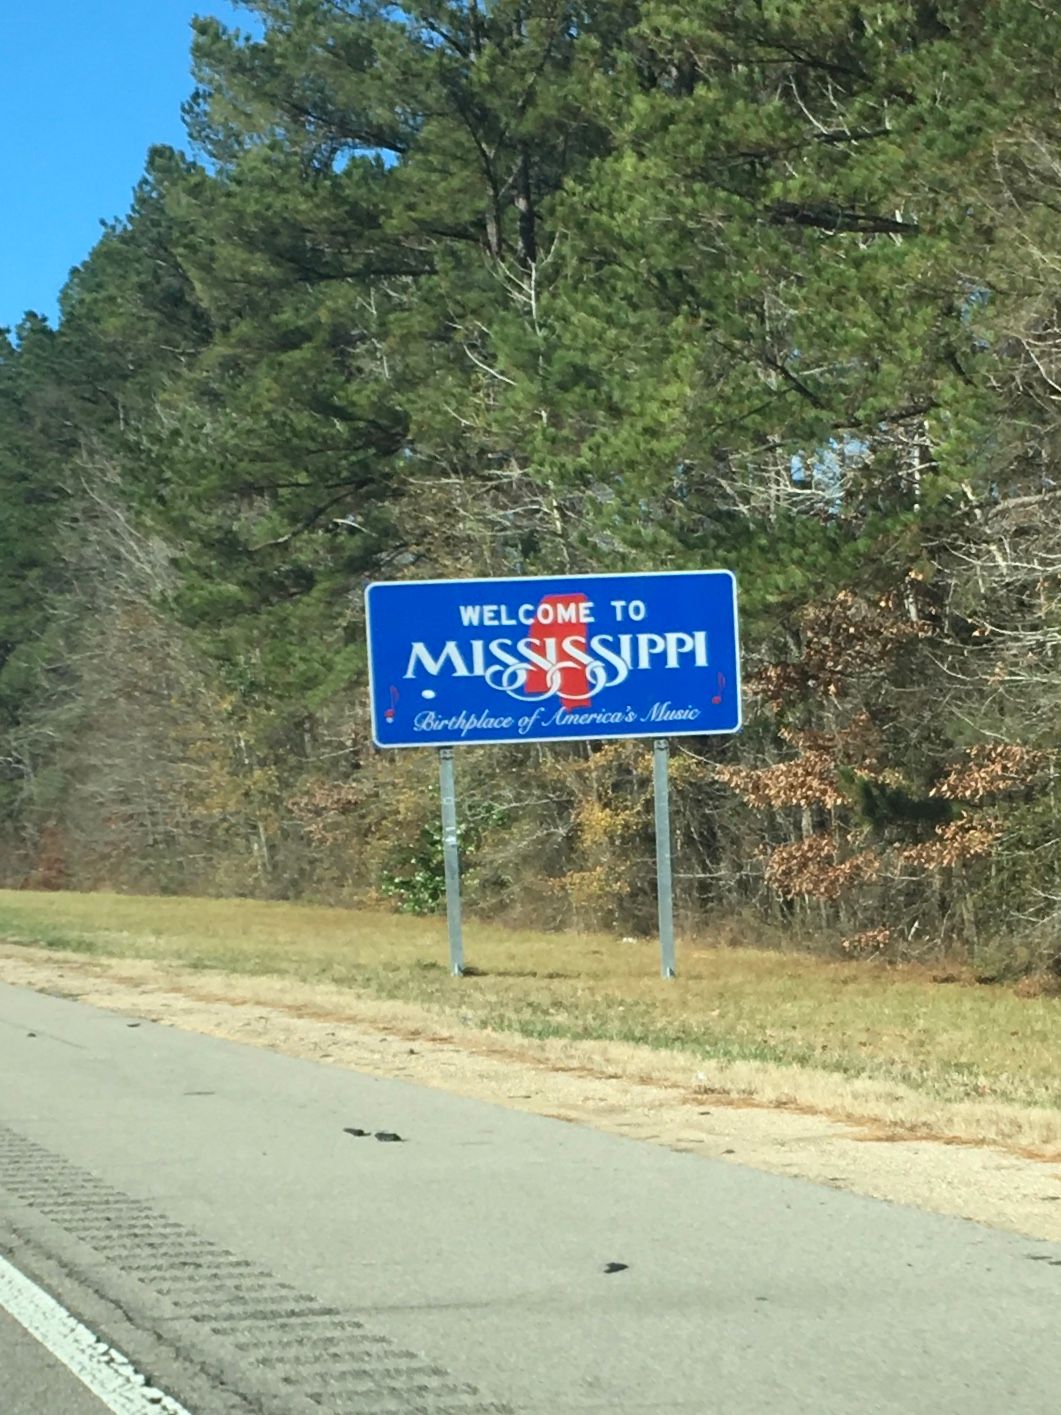 WELCOME TO
MISSISSIPPI
Birthplace of America's Music